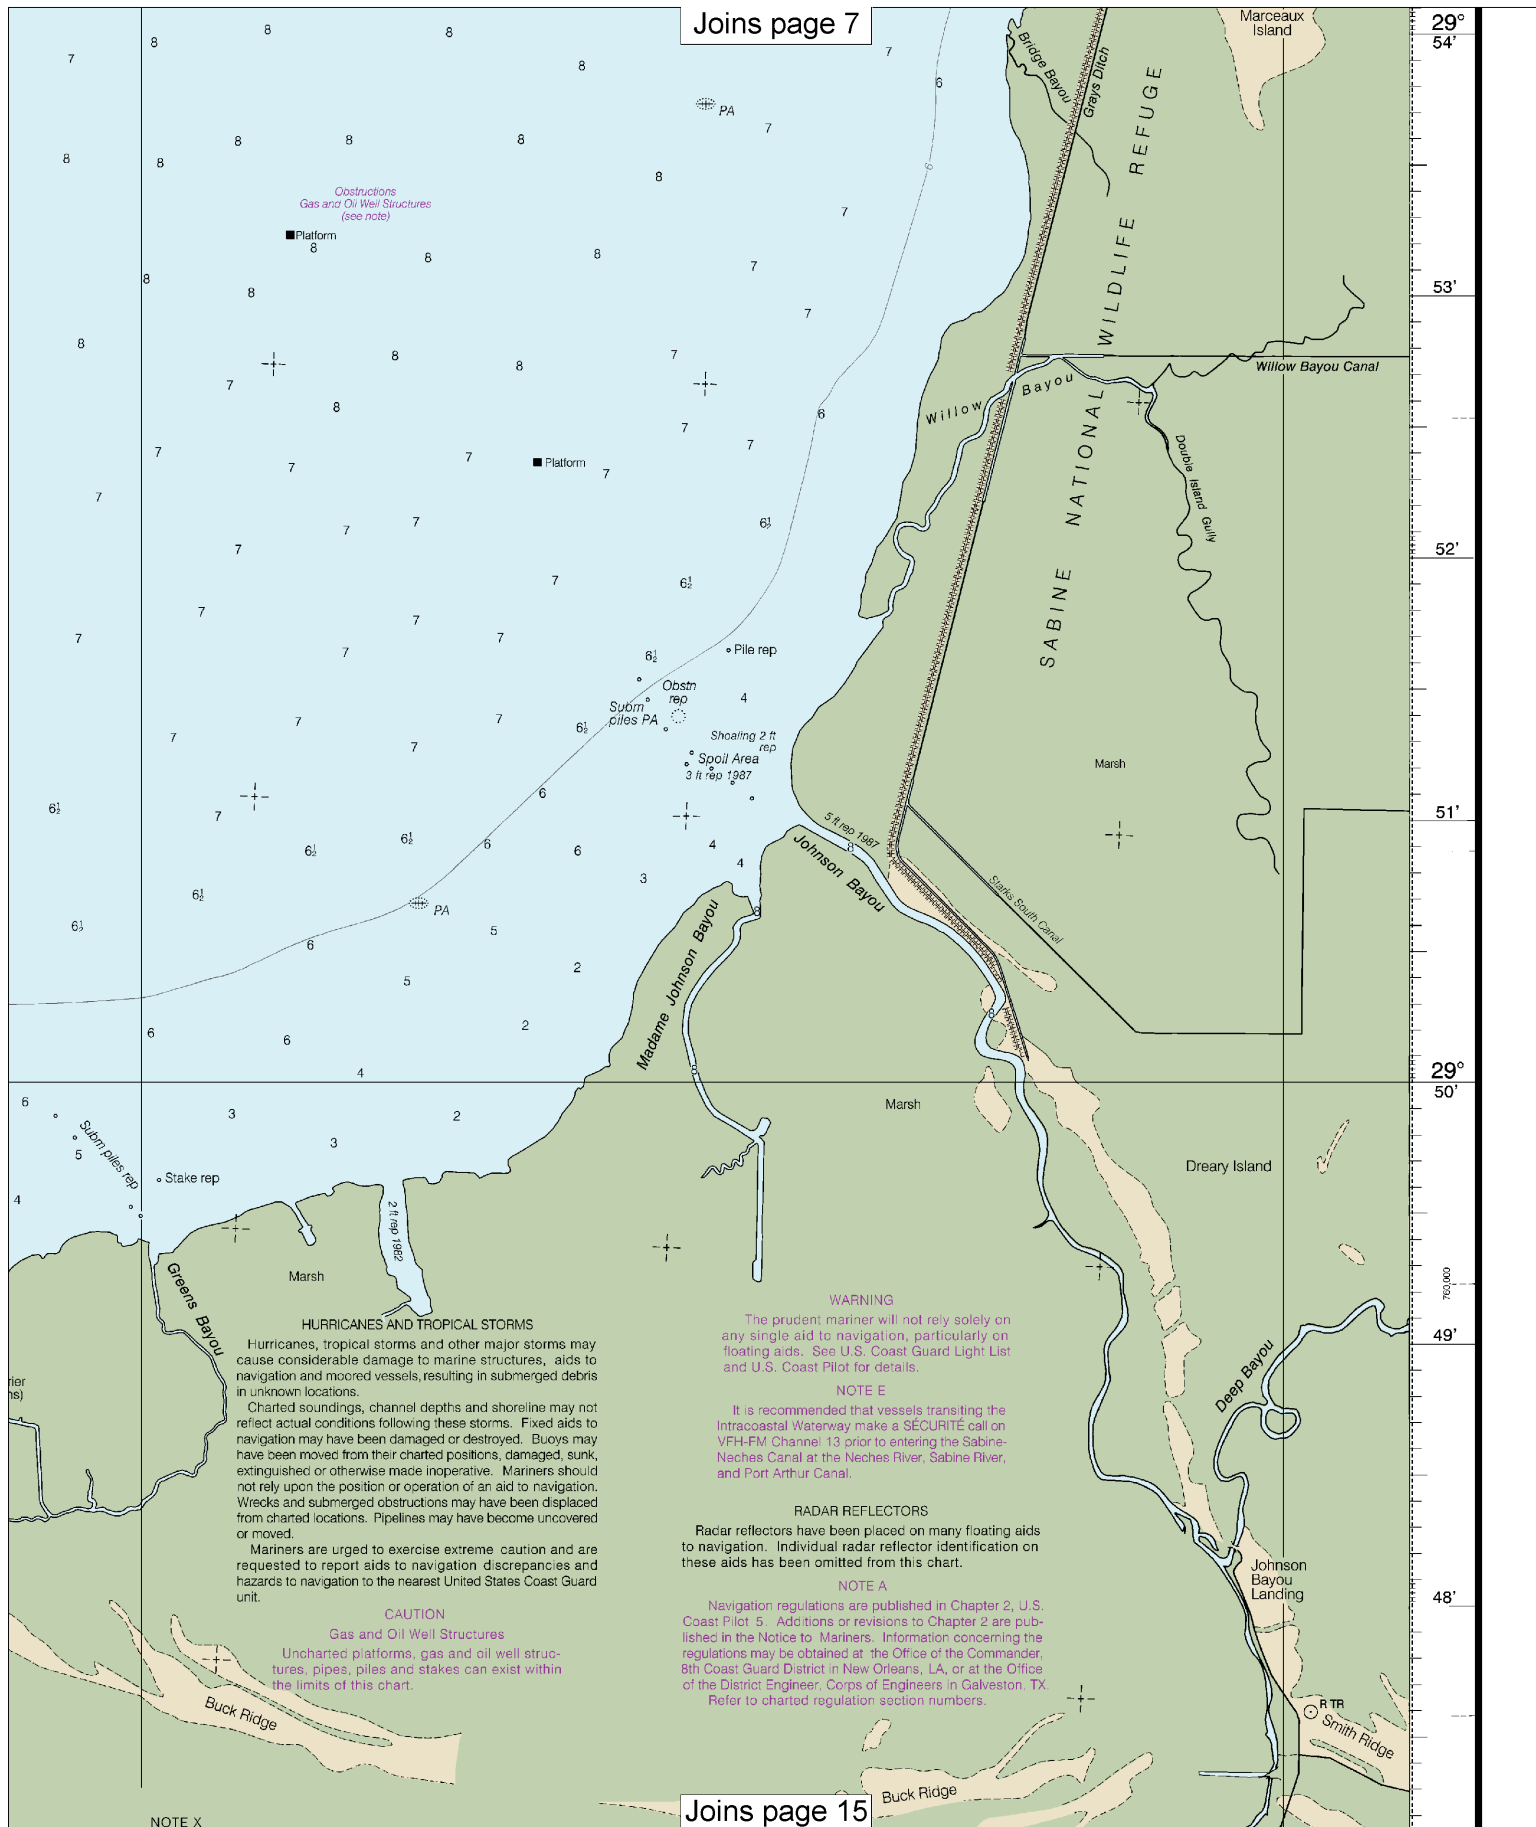 Joins page 7
Marceaux
Island
29°
54'
Bridge Bayou
Grays Ditch
PA
Obstructions
Gas and Oil Well Structures
(see note)
Platform
SABINE NATIONAL WILDLIFE REFUGE
53'
Willow Bayou Canal
Willow Bayou
Double Island Gully
Platform
52'
Pile rep
Obstn
rep
Subm
piles PA
Shoaling 2 ft
rep
Spoil Area
3 ft rep 1987
Marsh
51'
5 ft rep 1987
Johnson Bayou
Starks South Canal
PA
Madame Johnson Bayou
29°
50'
Marsh
Subm piles rep
Stake rep
Dreary Island
2 ft rep 1962
Greens Bayou
Marsh
760,000
49'
Deep Bayou
rier
ns)
HURRICANES AND TROPICAL STORMS
Hurricanes, tropical storms and other major storms may
cause considerable damage to marine structures, aids to
navigation and moored vessels, resulting in submerged debris
in unknown locations.
Charted soundings, channel depths and shoreline may not
reflect actual conditions following these storms. Fixed aids to
navigation may have been damaged or destroyed. Buoys may
have been moved from their charted positions, damaged, sunk,
extinguished or otherwise made inoperative. Mariners should
not rely upon the position or operation of an aid to navigation.
Wrecks and submerged obstructions may have been displaced
from charted locations. Pipelines may have become uncovered
or moved.
Mariners are urged to exercise extreme caution and are
requested to report aids to navigation discrepancies and
hazards to navigation to the nearest United States Coast Guard
unit.
CAUTION
Gas and Oil Well Structures
Uncharted platforms, gas and oil well struc-
tures, pipes, piles and stakes can exist within
the limits of this chart.
WARNING
The prudent mariner will not rely solely on
any single aid to navigation, particularly on
floating aids. See U.S. Coast Guard Light List
and U.S. Coast Pilot for details.
NOTE E
It is recommended that vessels transiting the
Intracoastal Waterway make a SÉCURITÉ call on
VFH-FM Channel 13 prior to entering the Sabine-
Neches Canal at the Neches River, Sabine River,
and Port Arthur Canal.
RADAR REFLECTORS
Radar reflectors have been placed on many floating aids
to navigation. Individual radar reflector identification on
these aids has been omitted from this chart.
NOTE A
Navigation regulations are published in Chapter 2, U.S.
Coast Pilot 5. Additions or revisions to Chapter 2 are pub-
lished in the Notice to Mariners. Information concerning the
regulations may be obtained at the Office of the Commander,
8th Coast Guard District in New Orleans, LA, or at the Office
of the District Engineer, Corps of Engineers in Galveston, TX.
Refer to charted regulation section numbers.
Johnson
Bayou
Landing
48'
Buck Ridge
R TR
Smith Ridge
Buck Ridge
Joins page 15
NOTE X